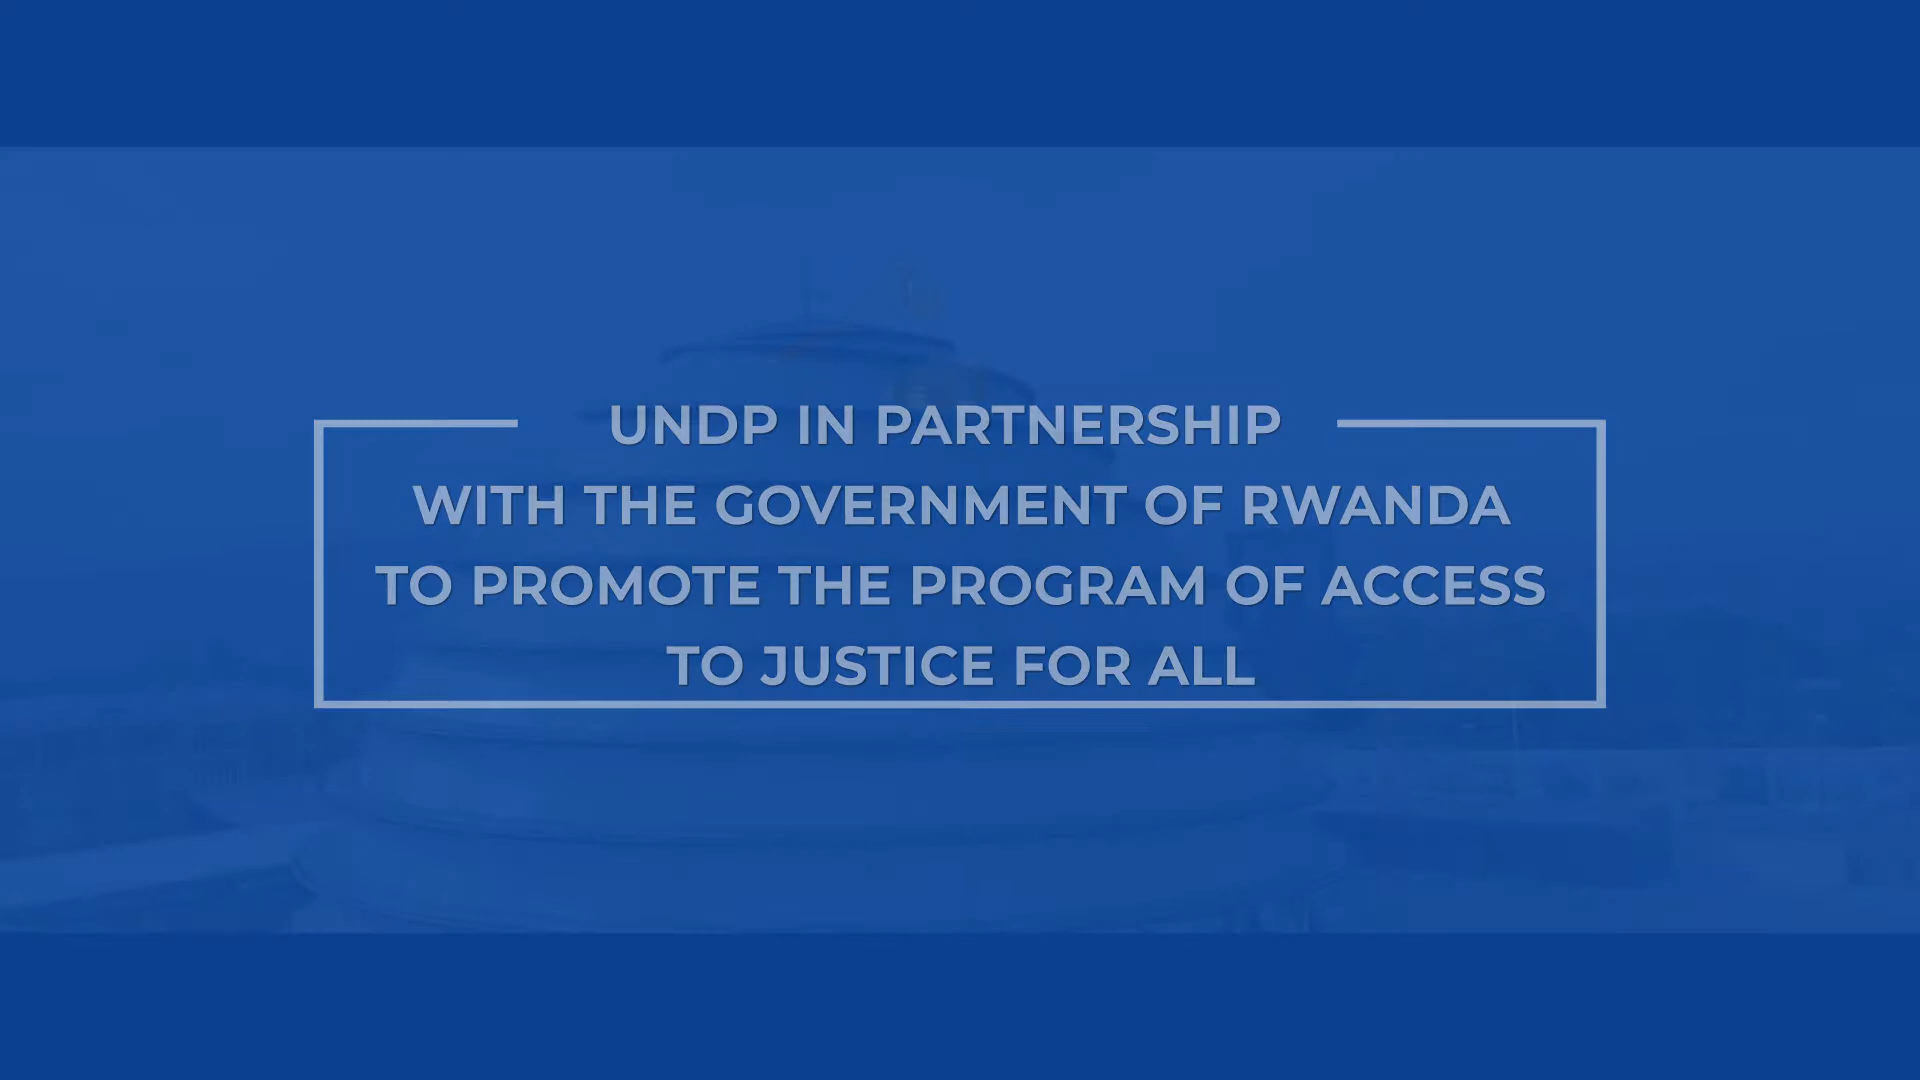 UNDP IN PARTNERSHIP
WITH THE GOVERNMENT OF RWANDA
TO PROMOTE THE PROGRAM OF ACCESS
TO JUSTICE FOR ALL